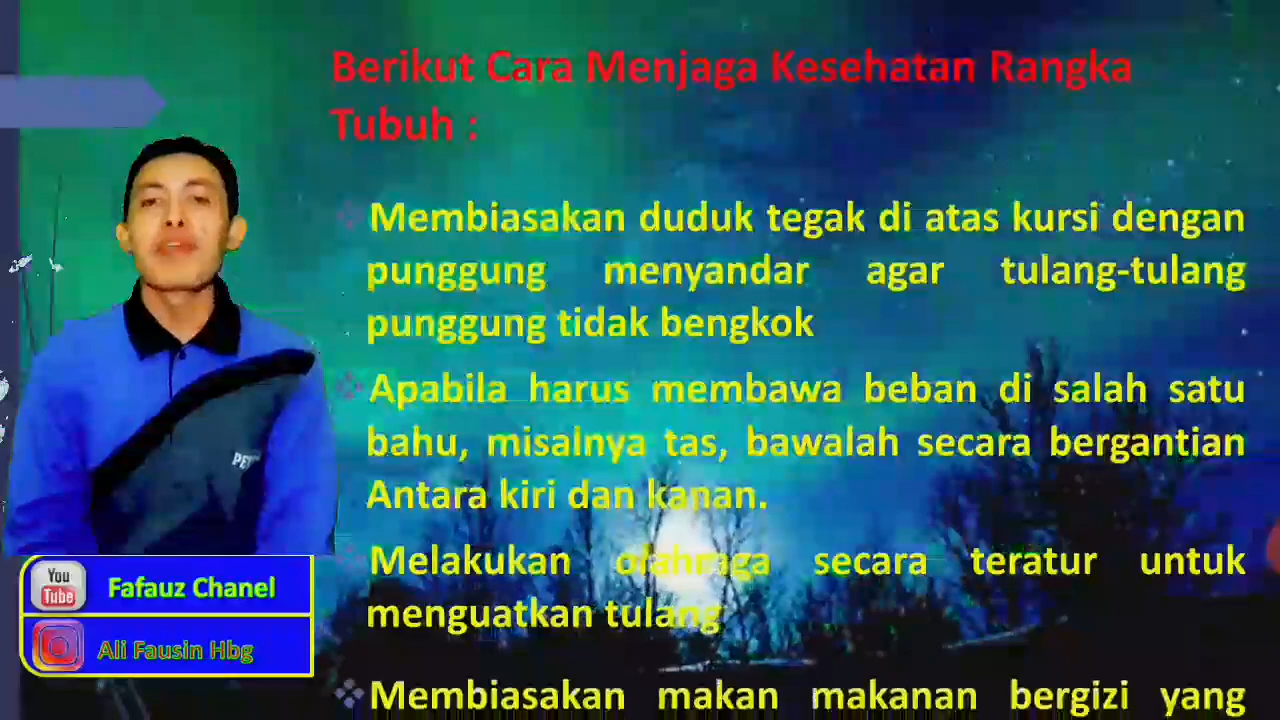 Berikut Cara Menjaga Kesehatan Rangka
Tubuh :
Membiasakan duduk tegak di atas kursi dengan
punggung menyandar agar tulang-tulang
punggung tidak bengkok
Apabila harus membawa beban di salah satu
bahu, misalnya tas, bawalah secara bergantian
Antara kiri dan kanan.
Melakukan olahraga secara teratur untuk
menguatkan tulang
Membiasakan makan makanan bergizi yang
You
Tube
Fafauz Chanel
Ali Fausin Hbg